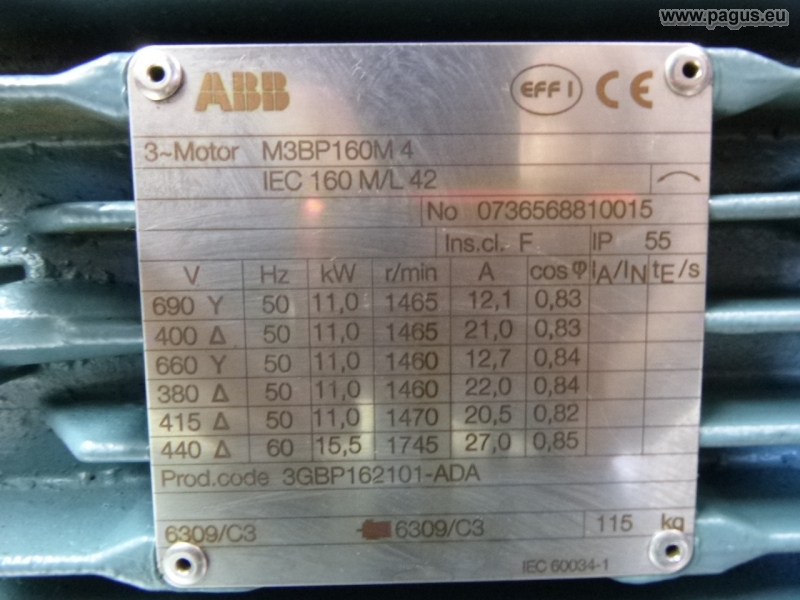 www.pagus.eu
ABB EFF I CE
3~Motor M3BP160M 4
IEC 160 M/L 42
No 0736568810015
Ins.cl. F IP 55
V Hz kW r/min A cos φ IA/IN tE/s
690 Y 50 11,0 1465 12,1 0,83
400 Δ 50 11,0 1465 21,0 0,83
660 Y 50 11,0 1460 12,7 0,84
380 Δ 50 11,0 1460 22,0 0,84
415 Δ 50 11,0 1470 20,5 0,82
440 Δ 60 15,5 1745 27,0 0,85
Prod.code 3GBP162101-ADA
6309/C3 6309/C3 115 kg
IEC 60034-1